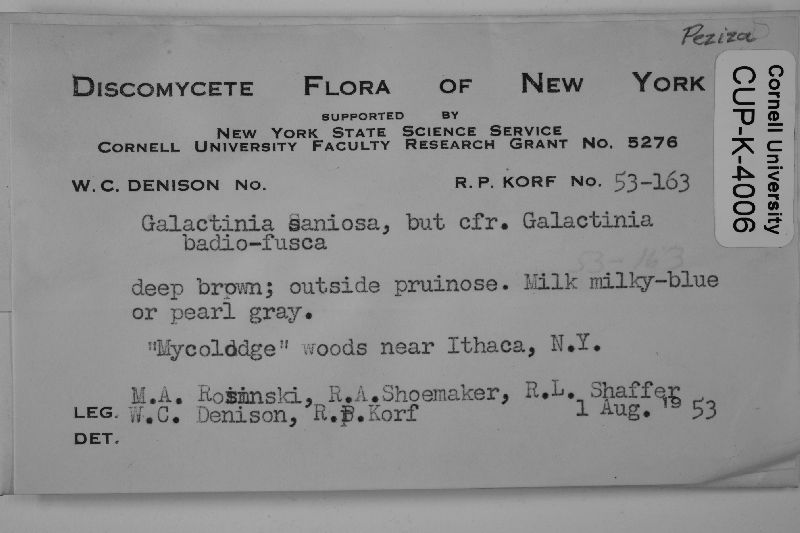 Peziza
DISCOMYCETE FLORA OF NEW YORK
SUPPORTED BY
NEW YORK STATE SCIENCE SERVICE
CORNELL UNIVERSITY FACULTY RESEARCH GRANT NO. 5276
Cornell University
CUP-K-4006
W.C. DENISON NO. R.P. KORF NO. 53-163
Galactinia saniosa, but cfr. Galactinia
badio-fusca
53-163
deep brown; outside pruinose. Milk milky-blue
or pearl gray.
"Mycolodge" woods near Ithaca, N.Y.
M.A. Rosinski, R.A.Shoemaker, R.L. Shaffer
LEG. W.C. Denison, R.P.Korf 1 Aug. 19 53
DET.